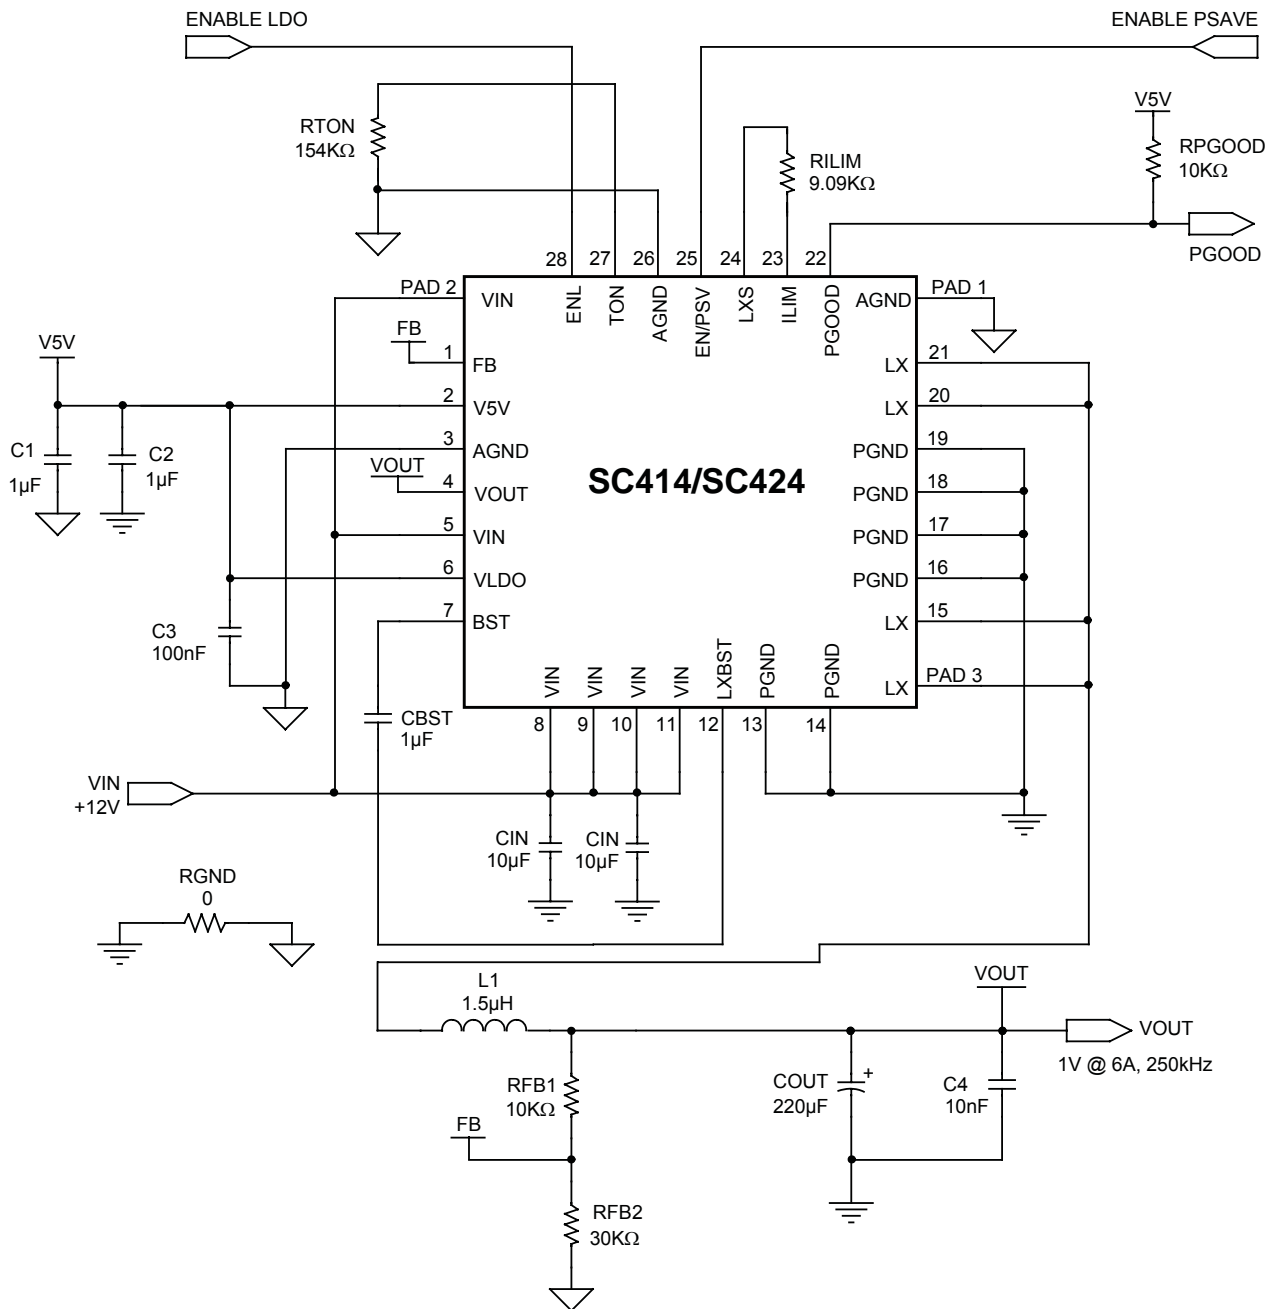 ENABLE LDO
ENABLE PSAVE
V5V
RTON
154KΩ
RILIM
9.09KΩ
RPGOOD
10KΩ
PGOOD
28
27
26
25
24
23
22
ENL
TON
AGND
EN/PSV
LXS
ILIM
PGOOD
PAD 2
VIN
AGND
PAD 1
FB
1
FB
V5V
2
V5V
3
AGND
VOUT
4
VOUT
5
VIN
6
VLDO
7
BST
SC414/SC424
21
LX
20
LX
19
PGND
18
PGND
17
PGND
16
PGND
15
LX
PAD 3
LX
C1
1µF
C2
1µF
C3
100nF
VIN
VIN
VIN
VIN
LXBST
PGND
PGND
8
9
10
11
12
13
14
CBST
1µF
VIN
+12V
CIN
10µF
CIN
10µF
RGND
0
L1
1.5µH
VOUT
VOUT
1V @ 6A, 250kHz
RFB1
10KΩ
COUT
+
220µF
C4
10nF
FB
RFB2
30KΩ